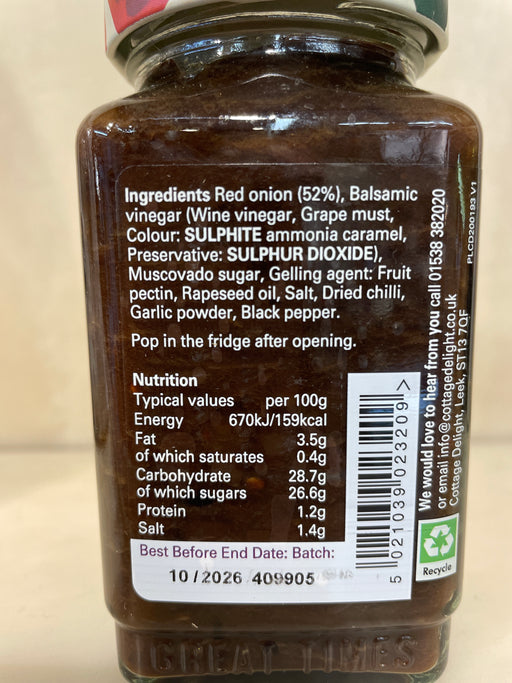 Ingredients Red onion (52%), Balsamic
vinegar (Wine vinegar, Grape must,
Colour: SULPHITE ammonia caramel,
Preservative: SULPHUR DIOXIDE),
Muscovado sugar, Gelling agent: Fruit
pectin, Rapeseed oil, Salt, Dried chilli,
Garlic powder, Black pepper.
Pop in the fridge after opening.
Nutrition
Typical values per 100g
Energy 670kJ/159kcal
Fat 3.5g
of which saturates 0.4g
Carbohydrate 28.7g
of which sugars 26.6g
Protein 1.2g
Salt 1.4g
Best Before End Date: Batch:
10/2026 409905
5 021039 023209 >
We would love to hear from you call 01538 382020
or email info@cottagedelight.co.uk
Cottage Delight, Leek, ST13 7QF
PLCD200193 V1
Recycle
GREAT TIMES